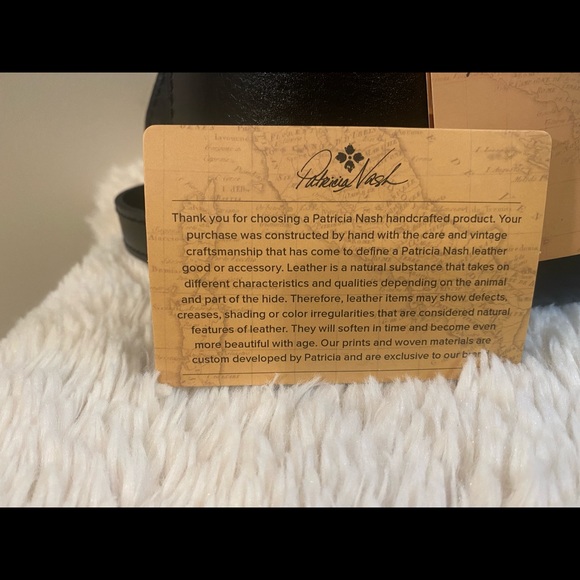 Patricia Nash
Thank you for choosing a Patricia Nash handcrafted product. Your
purchase was constructed by hand with the care and vintage
craftsmanship that has come to define a Patricia Nash leather
good or accessory. Leather is a natural substance that takes on
different characteristics and qualities depending on the animal
and part of the hide. Therefore, leather items may show defects,
creases, shading or color irregularities that are considered natural
features of leather. They will soften in time and become even
more beautiful with age. Our prints and woven materials are
custom developed by Patricia and are exclusive to our